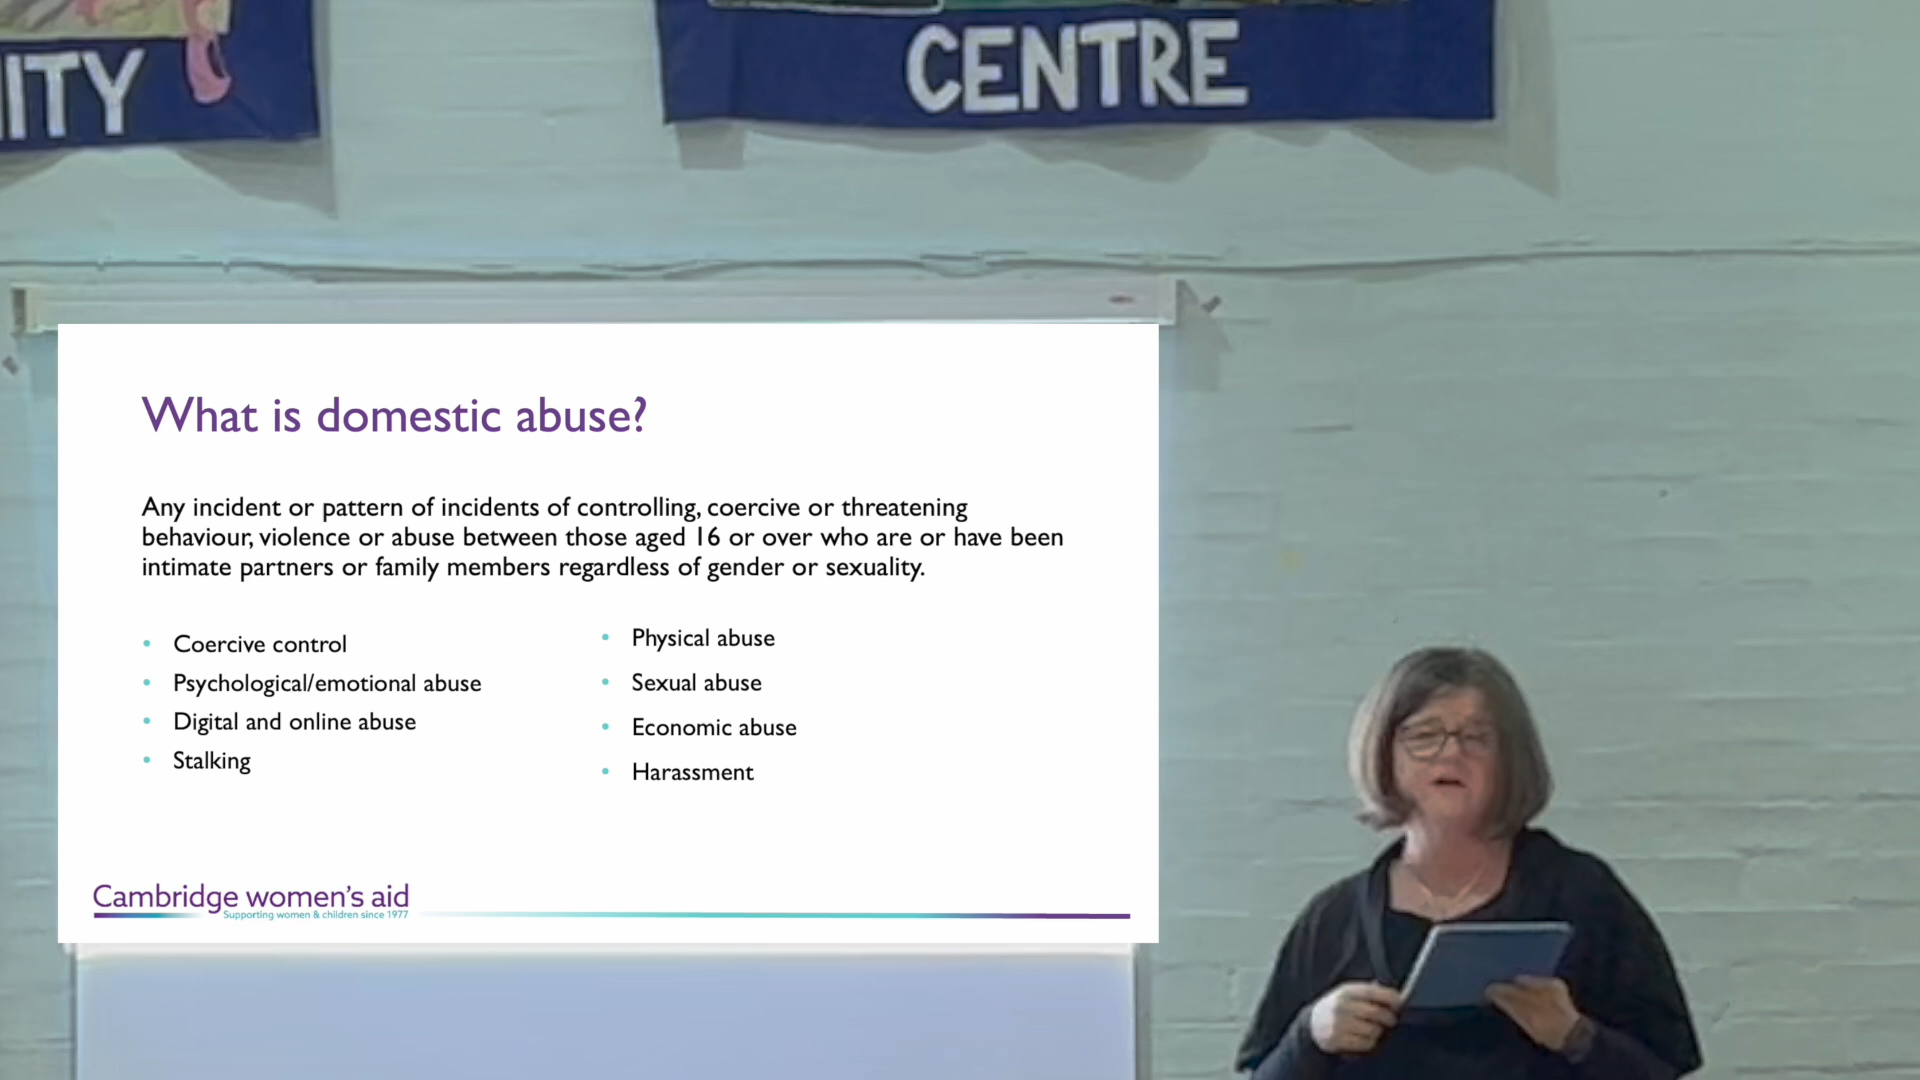 ITY
CENTRE
What is domestic abuse?
Any incident or pattern of incidents of controlling, coercive or threatening
behaviour, violence or abuse between those aged 16 or over who are or have been
intimate partners or family members regardless of gender or sexuality.
• Coercive control
• Psychological/emotional abuse
• Digital and online abuse
• Stalking
• Physical abuse
• Sexual abuse
• Economic abuse
• Harassment
Cambridge women's aid
Supporting women & children since 1977